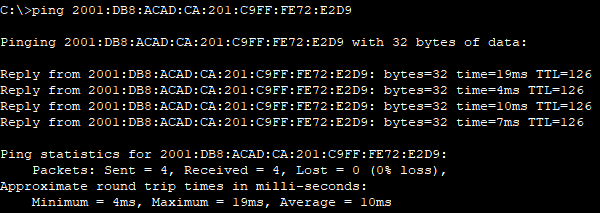 C:\>ping 2001:DB8:ACAD:CA:201:C9FF:FE72:E2D9
Pinging 2001:DB8:ACAD:CA:201:C9FF:FE72:E2D9 with 32 bytes of data:
Reply from 2001:DB8:ACAD:CA:201:C9FF:FE72:E2D9: bytes=32 time=19ms TTL=126
Reply from 2001:DB8:ACAD:CA:201:C9FF:FE72:E2D9: bytes=32 time=4ms TTL=126
Reply from 2001:DB8:ACAD:CA:201:C9FF:FE72:E2D9: bytes=32 time=10ms TTL=126
Reply from 2001:DB8:ACAD:CA:201:C9FF:FE72:E2D9: bytes=32 time=7ms TTL=126
Ping statistics for 2001:DB8:ACAD:CA:201:C9FF:FE72:E2D9:
Packets: Sent = 4, Received = 4, Lost = 0 (0% loss),
Approximate round trip times in milli-seconds:
Minimum = 4ms, Maximum = 19ms, Average = 10ms